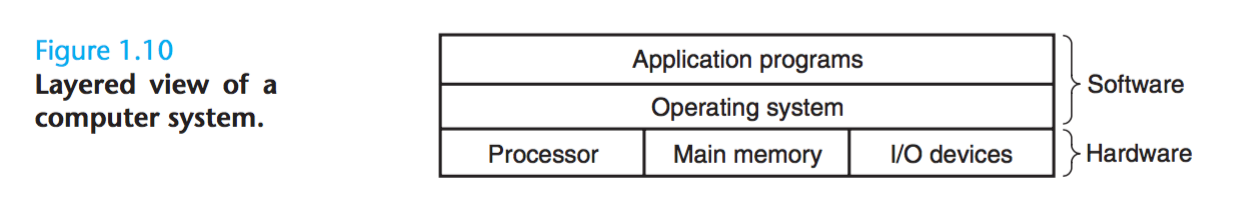 Figure 1.10
Layered view of a
computer system.
Application programs
Operating system
Processor Main memory I/O devices
Software
Hardware